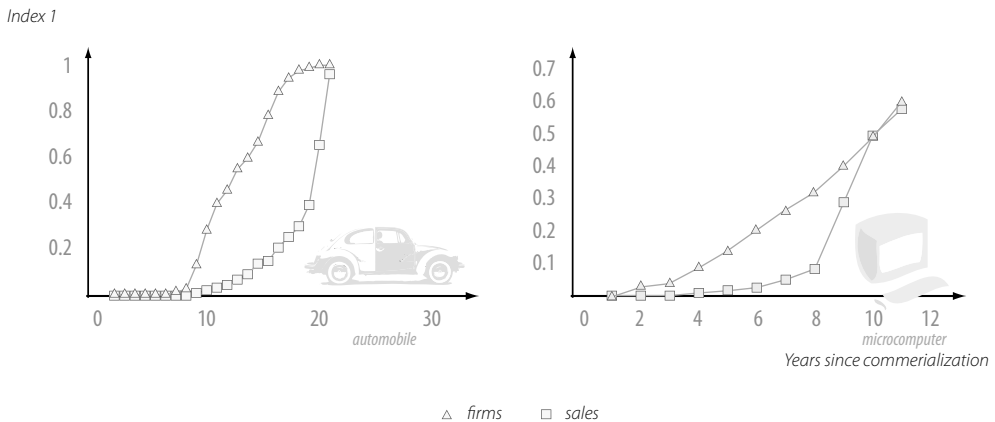 Index 1
1
0.8
0.6
0.4
0.2
0 10 20 30
automobile
0.7
0.6
0.5
0.4
0.3
0.2
0.1
0 2 4 6 8 10 12
microcomputer
Years since commerialization
firms sales